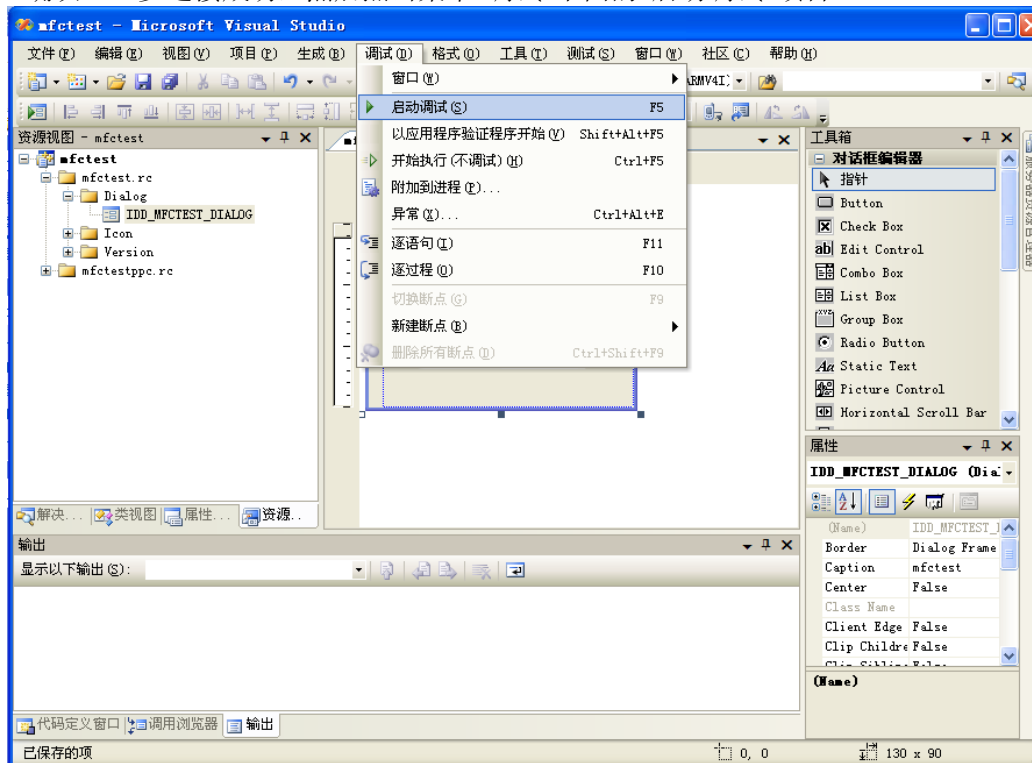 mfctest - Microsoft Visual Studio
文件(F) 编辑(E) 视图(V) 项目(P) 生成(B) 调试(D) 格式(O) 工具(T) 测试(S) 窗口(W) 社区(C) 帮助(H)
窗口(W)
启动调试(S) F5
以应用程序验证程序开始(V) Shift+Alt+F5
开始执行(不调试)(H) Ctrl+F5
附加到进程(P)...
异常(X)... Ctrl+Alt+E
逐语句(I) F11
逐过程(O) F10
切换断点(G) F9
新建断点(B)
删除所有断点(D) Ctrl+Shift+F9
资源视图 - mfctest
mfctest
mfctest.rc
Dialog
IDD_MFCTEST_DIALOG
Icon
Version
mfctestppc.rc
解决... 类视图 属性... 资源..
工具箱
对话框编辑器
指针
Button
Check Box
Edit Control
Combo Box
List Box
Group Box
Radio Button
Static Text
Picture Control
Horizontal Scroll Bar
属性
IDD_MFCTEST_DIALOG (Dia
(Name) IDD_MFCTEST_
Border Dialog Frame
Caption mfctest
Center False
Class Name
Client Edge False
Clip Childre False
(Name)
输出
显示以下输出(S):
代码定义窗口 调用浏览器 输出
已保存的项 0, 0 130 x 90